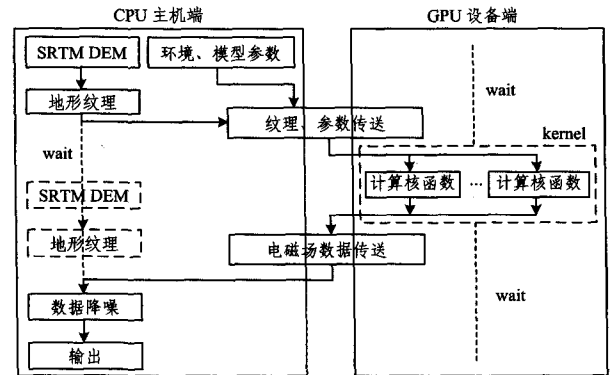 CPU 主机端 GPU 设备端
SRTM DEM 环境、模型参数
wait
地形纹理
纹理、参数传送
kernel
wait
计算核函数 ... 计算核函数
SRTM DEM
地形纹理
电磁场数据传送
wait
数据降噪
输出